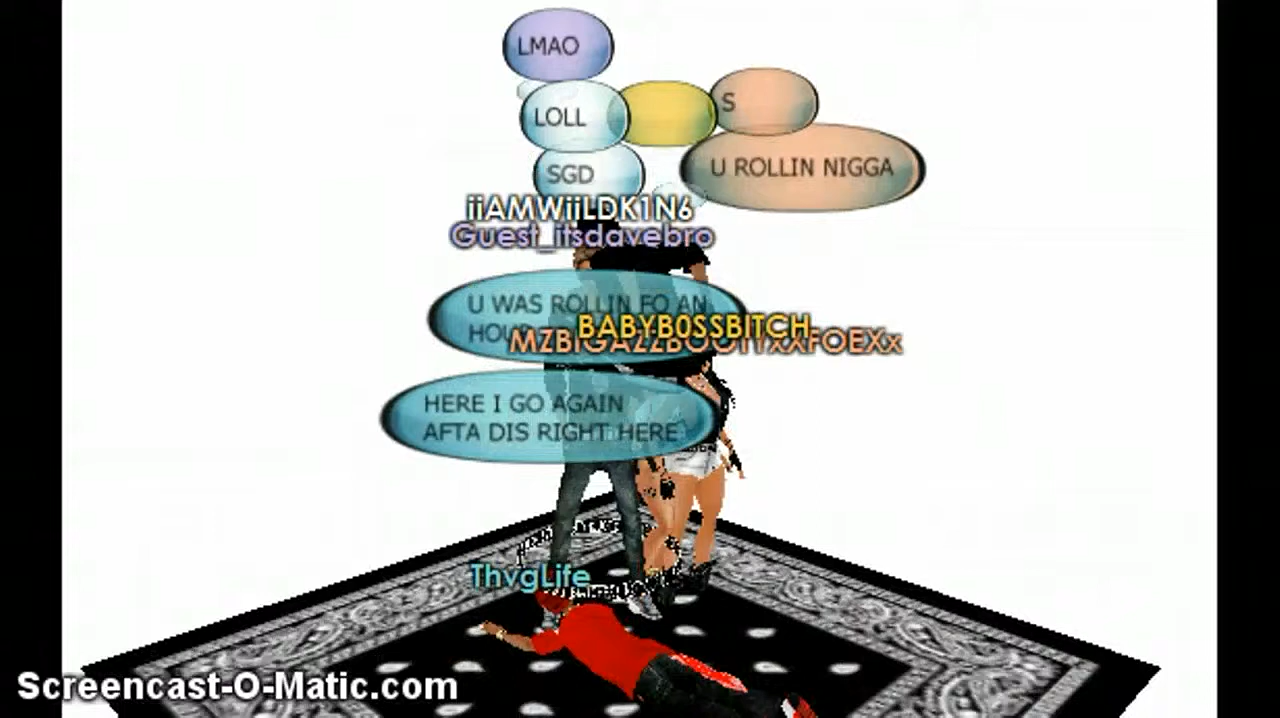 LMAO
LOLL
S
SGD
U ROLLIN NIGGA
iiAMWiiLDK1N6
Guest_itsdavebro
U WAS ROLLIN FO AN
BABYB0SSBITCH
HERE I GO AGAIN
AFTA DIS RIGHT HERE
ThvgLife
Screencast-O-Matic.com